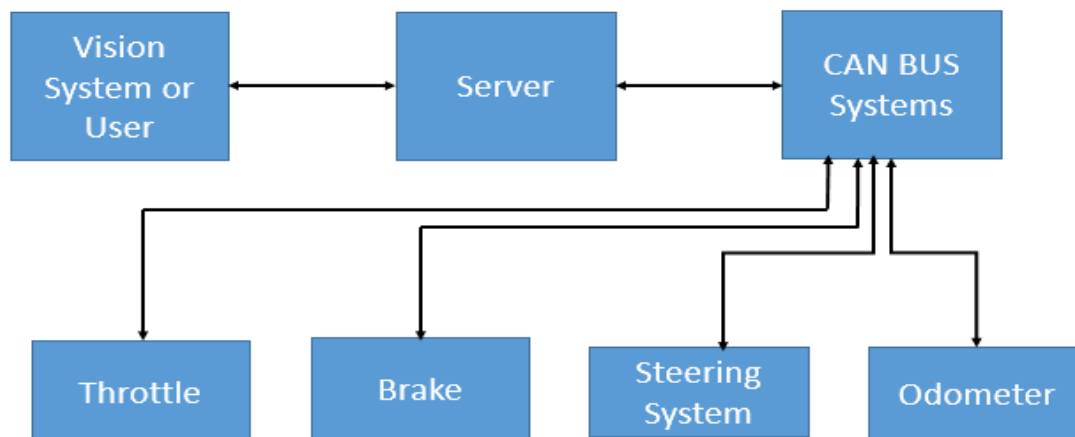 Vision
System or
User
Server
CAN BUS
Systems
Throttle
Brake
Steering
System
Odometer